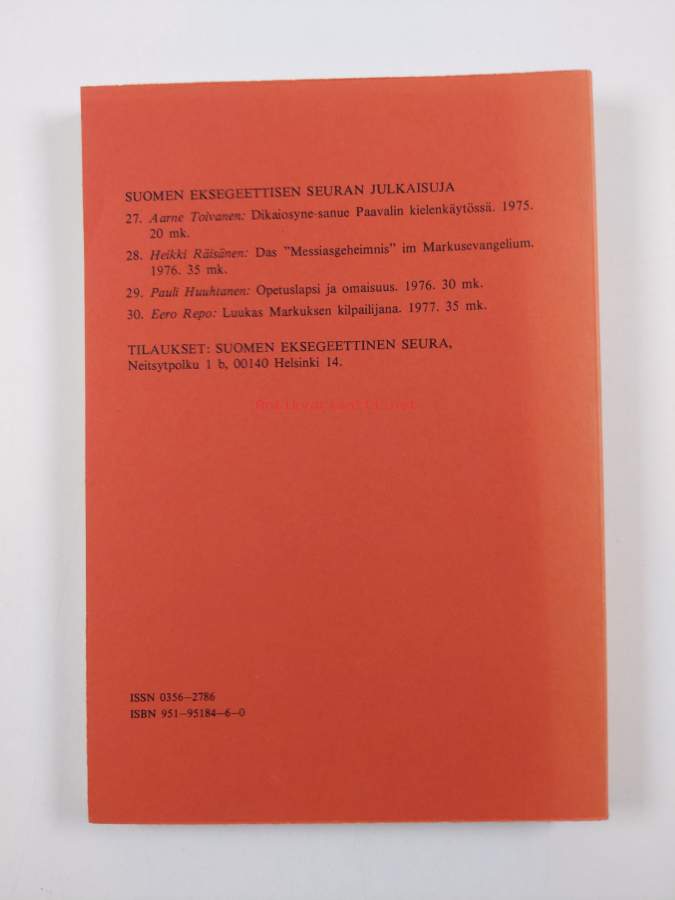 SUOMEN EKSEGEETTISEN SEURAN JULKAISUJA
27. Aarne Toivanen: Dikaiosyne-sanue Paavalin kielenkäytössä. 1975.
20 mk.
28. Heikki Räisänen: Das ”Messiasgeheimnis” im Markusevangelium.
1976. 35 mk.
29. Pauli Huuhtanen: Opetuslapsi ja omaisuus. 1976. 30 mk.
30. Eero Repo: Luukas Markuksen kilpailijana. 1977. 35 mk.
TILAUKSET: SUOMEN EKSEGEETTINEN SEURA,
Neitsytpolku 1 b, 00140 Helsinki 14.
Antikvariaatti.net
ISSN 0356—2786
ISBN 951—95184—6—0